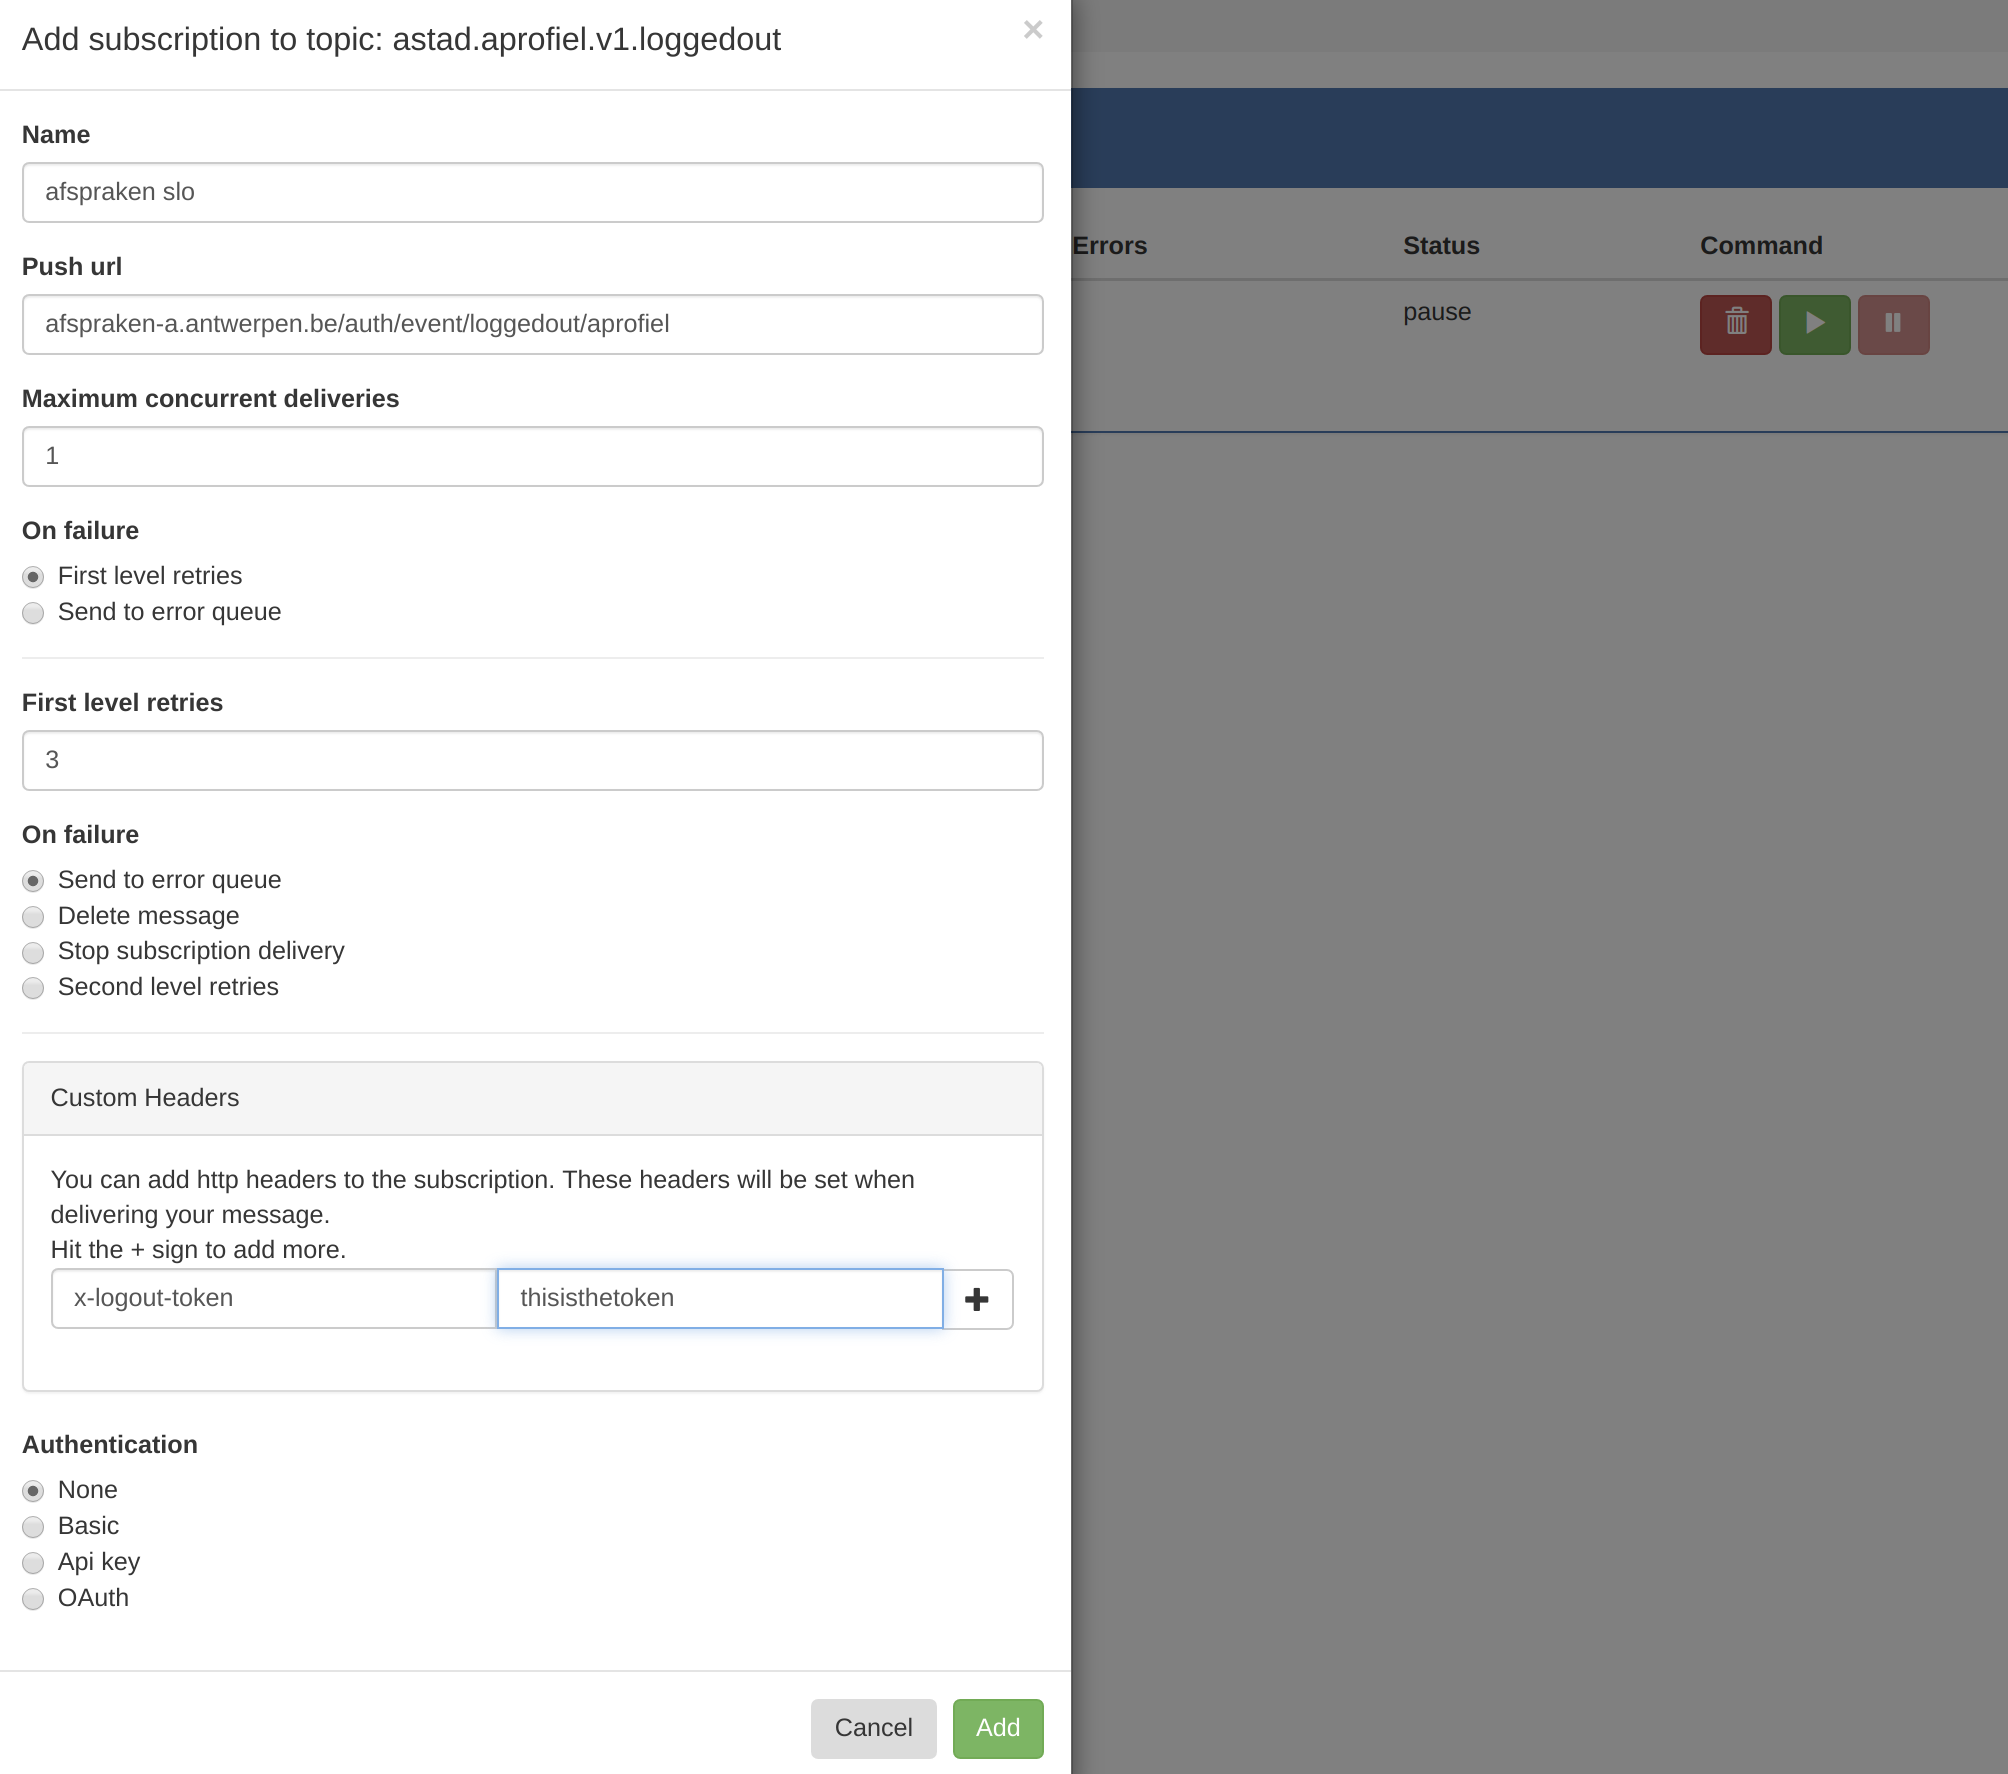 Add subscription to topic: astad.aprofiel.v1.loggedout
×
Name
afspraken slo
Push url
afspraken-a.antwerpen.be/auth/event/loggedout/aprofiel
Maximum concurrent deliveries
1
On failure
First level retries
Send to error queue
First level retries
3
On failure
Send to error queue
Delete message
Stop subscription delivery
Second level retries
Custom Headers
You can add http headers to the subscription. These headers will be set when
delivering your message.
Hit the + sign to add more.
x-logout-token thisisthetoken
Authentication
None
Basic
Api key
OAuth
Cancel Add
Errors Status Command
pause